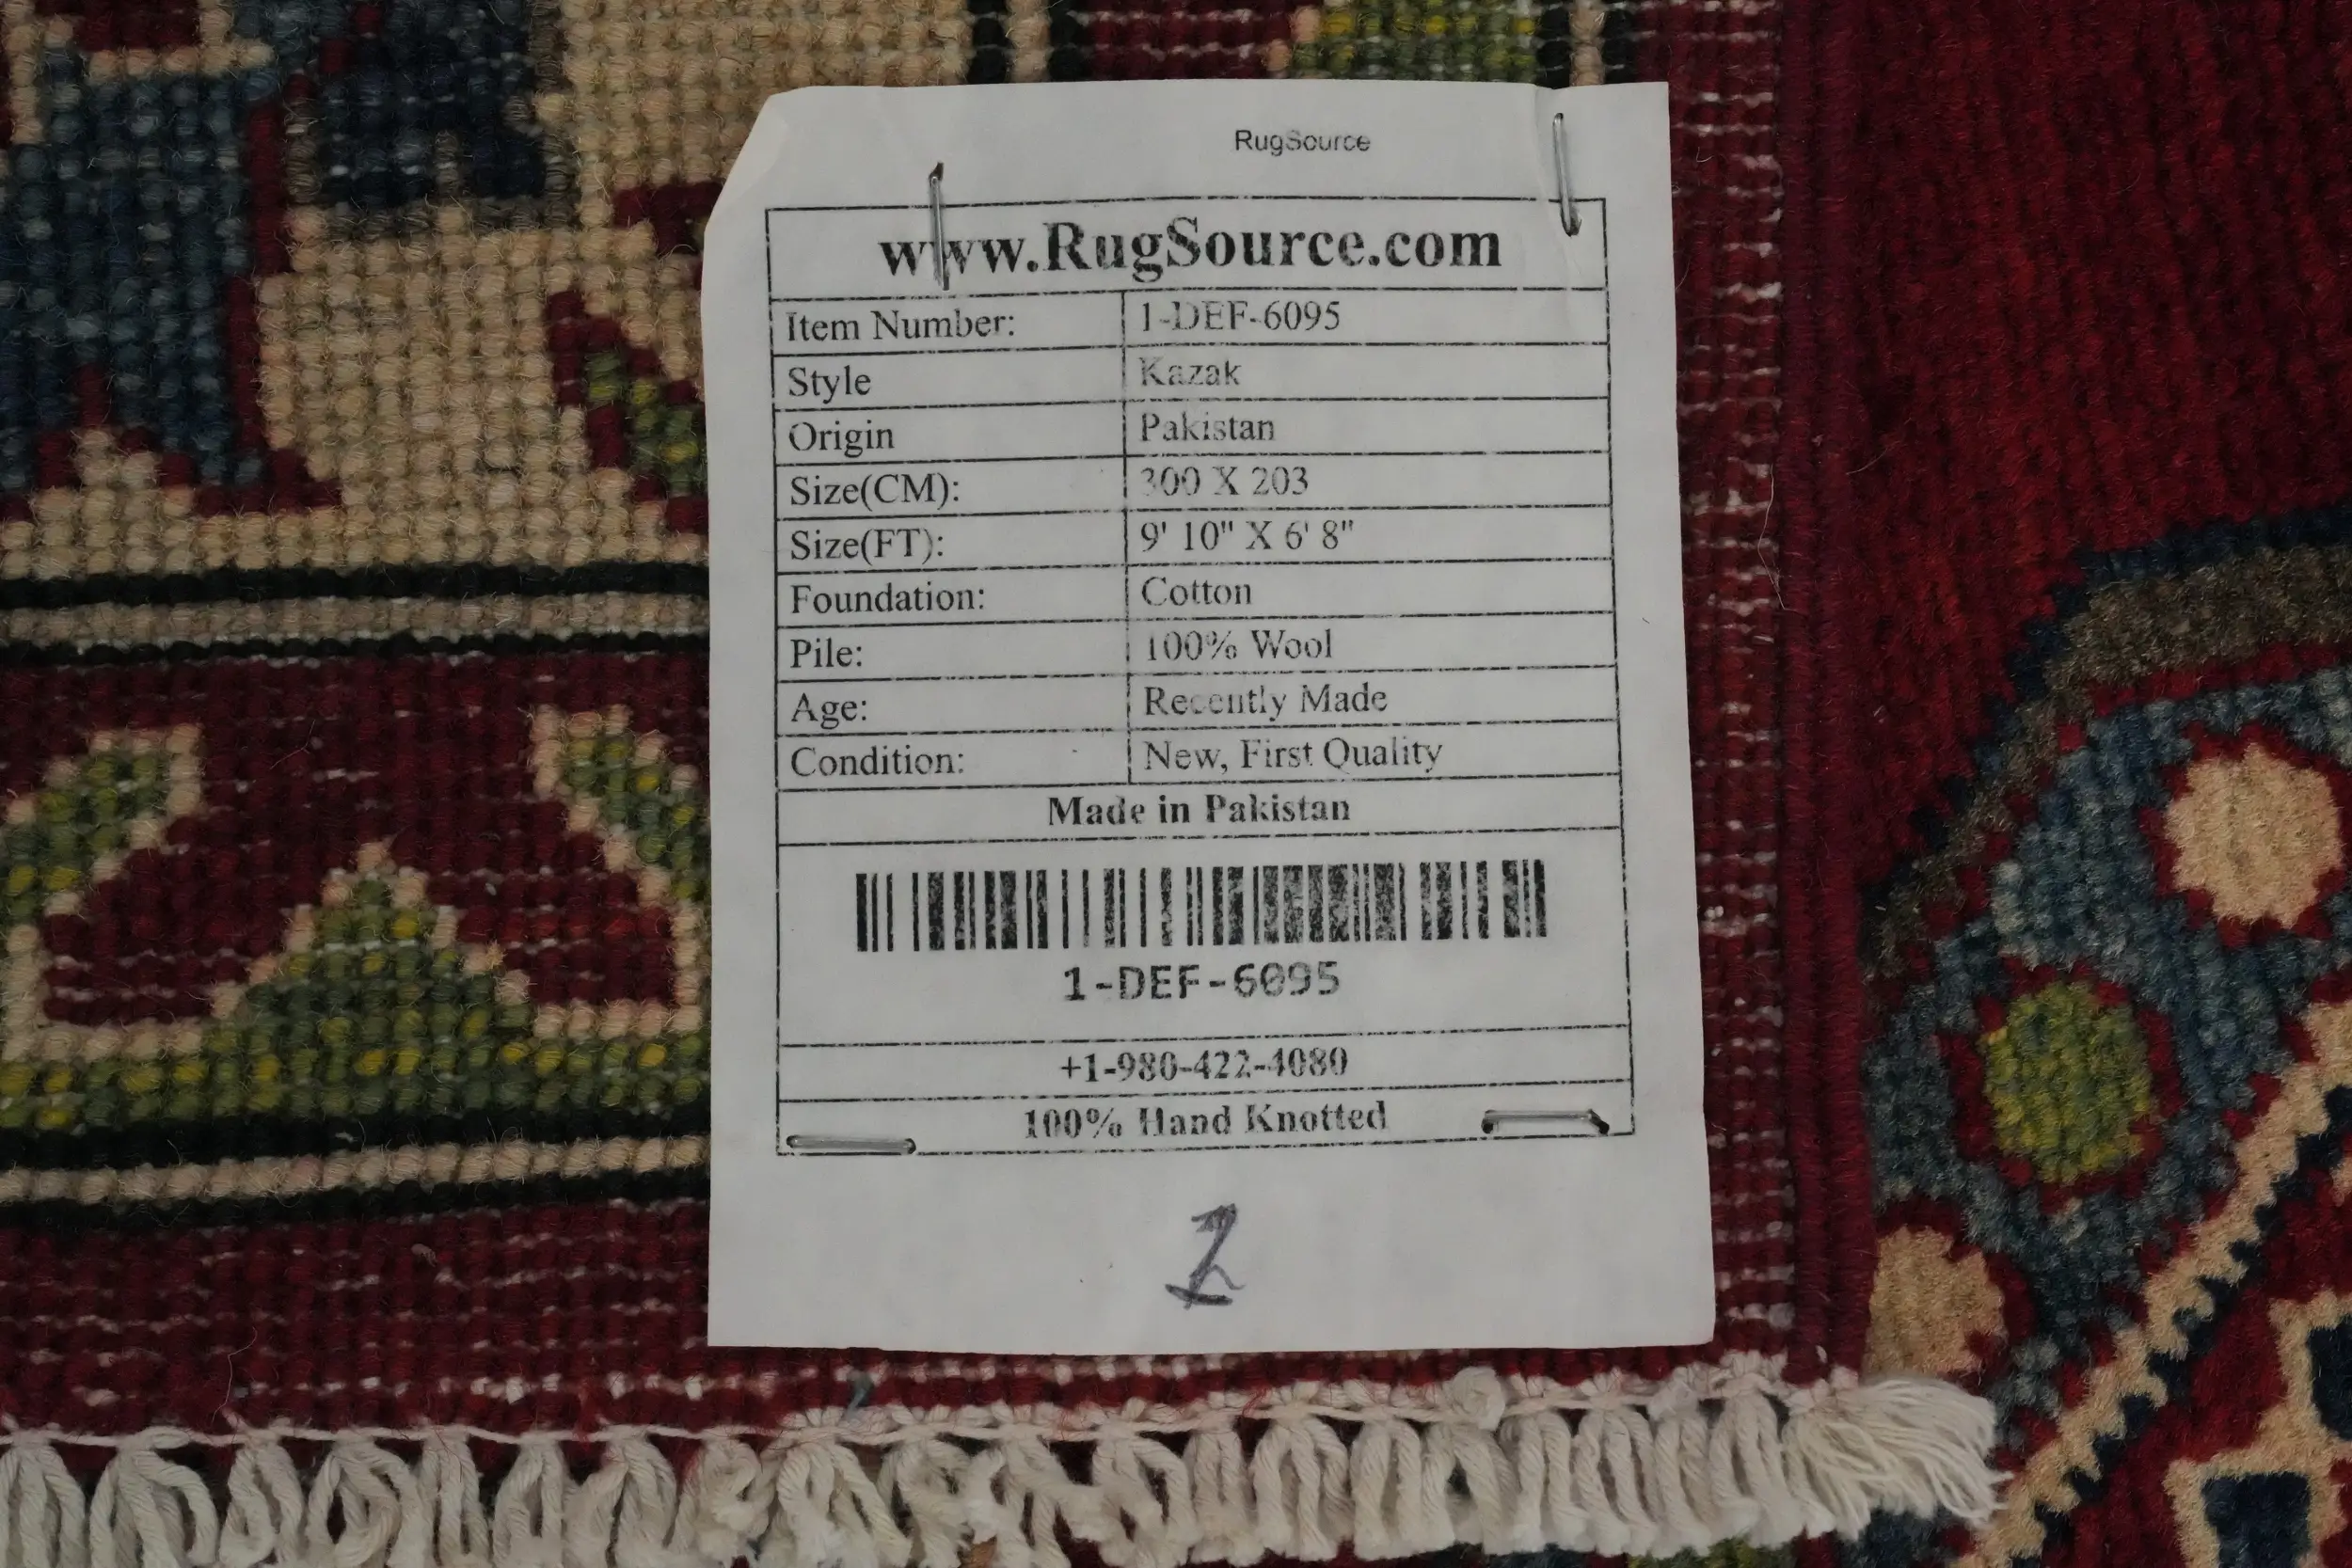 RugSource
www.RugSource.com
Item Number: 1-DEF-6095
Style Kazak
Origin Pakistan
Size(CM): 300 X 203
Size(FT): 9' 10" X 6' 8"
Foundation: Cotton
Pile: 100% Wool
Age: Recently Made
Condition: New, First Quality
Made in Pakistan
1-DEF-6095
+1-980-422-4080
100% Hand Knotted